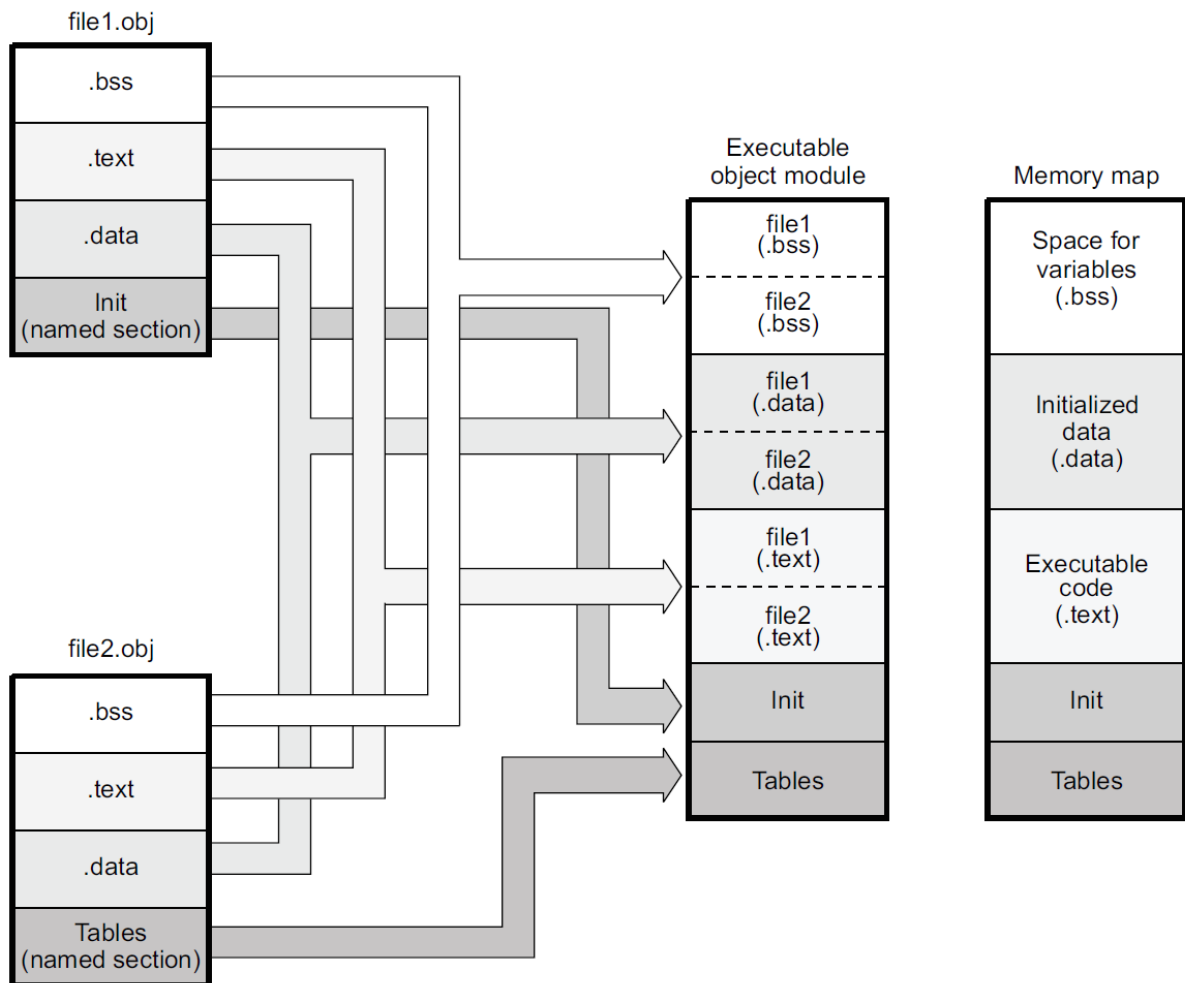 file1.obj
.bss
.text
.data
Init
(named section)
file2.obj
.bss
.text
.data
Tables
(named section)
Executable
object module
file1
(.bss)
file2
(.bss)
file1
(.data)
file2
(.data)
file1
(.text)
file2
(.text)
Init
Tables
Memory map
Space for
variables
(.bss)
Initialized
data
(.data)
Executable
code
(.text)
Init
Tables